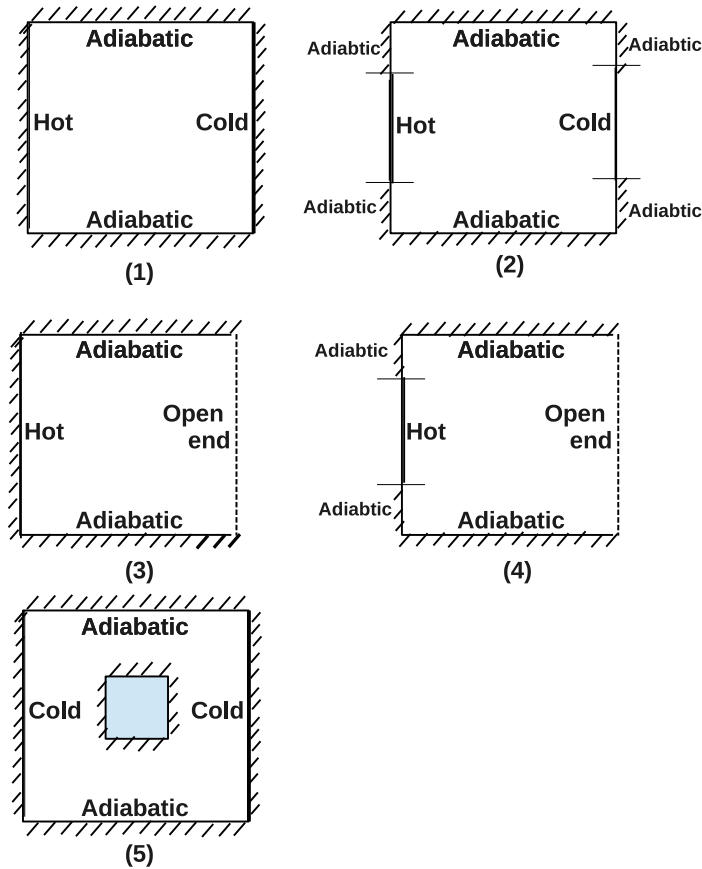 Adiabatic
Hot Cold
Adiabatic
(1)
Adiabtic Adiabatic Adiabtic
Hot Cold
Adiabtic Adiabatic Adiabtic
(2)
Adiabatic
Hot Open
end
Adiabatic
(3)
Adiabtic Adiabatic
Hot Open
end
Adiabtic Adiabatic
(4)
Adiabatic
Cold Cold
Adiabatic
(5)